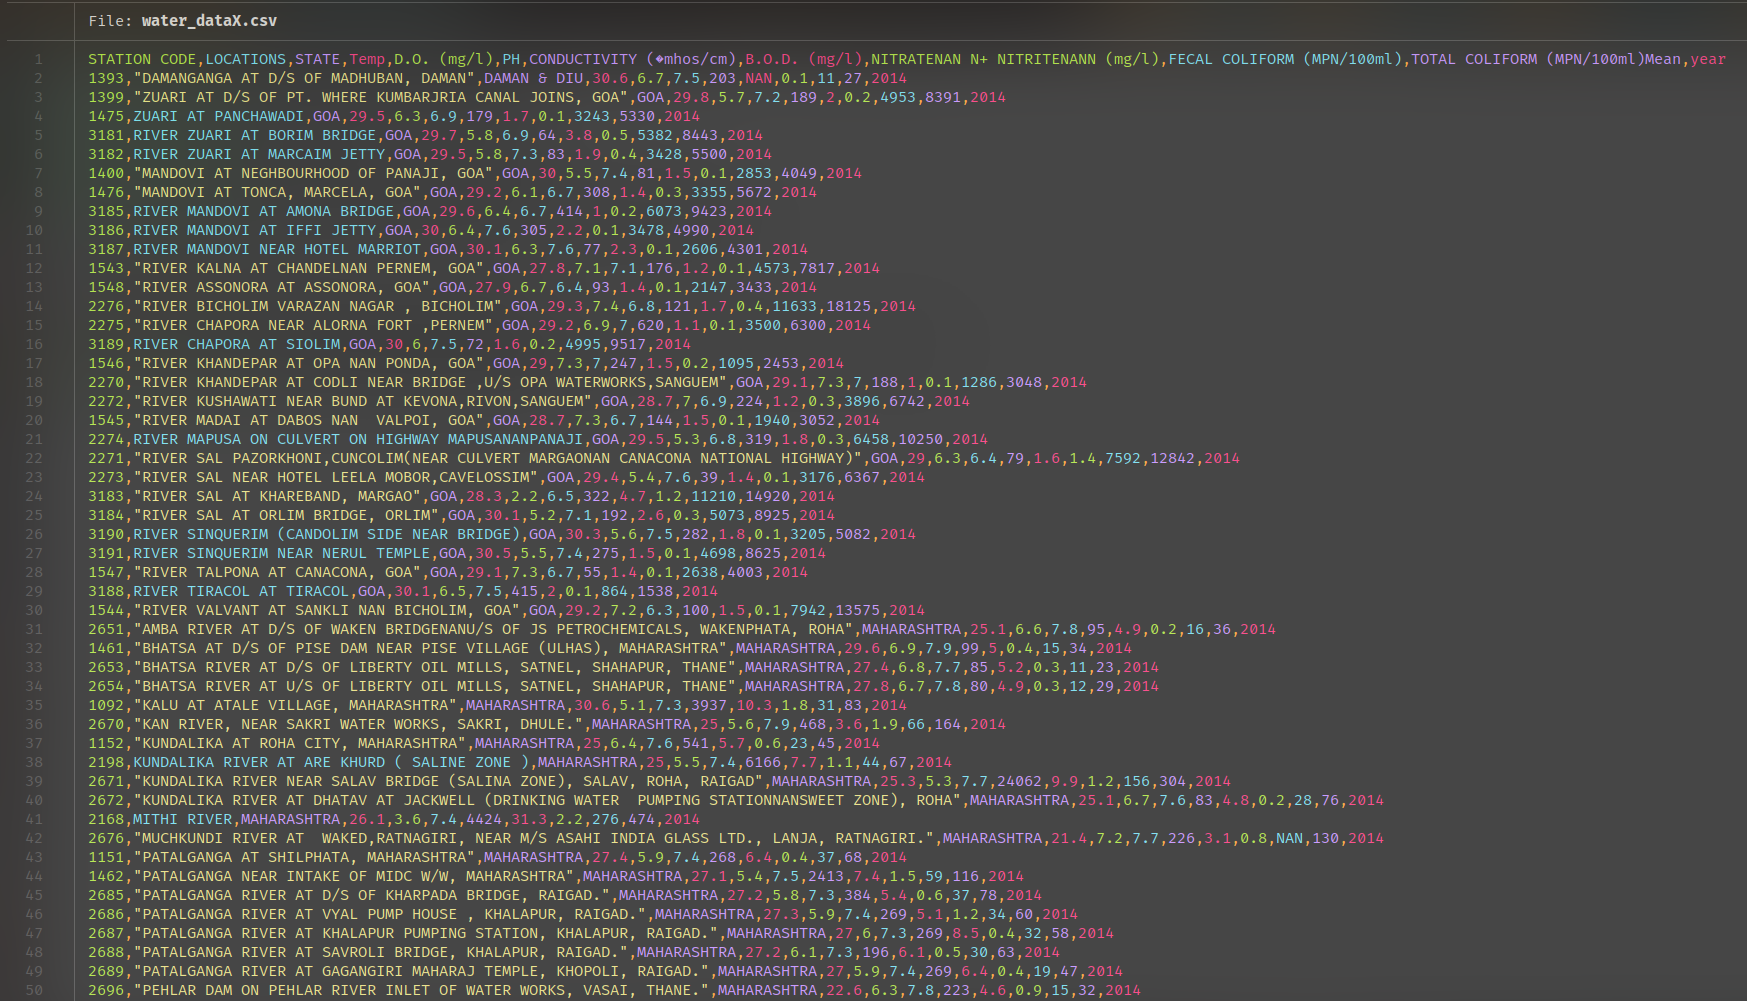 File: water_dataX.csv
1 STATION CODE,LOCATIONS,STATE,Temp,D.O. (mg/l),PH,CONDUCTIVITY (�mhos/cm),B.O.D. (mg/l),NITRATENAN N+ NITRITENANN (mg/l),FECAL COLIFORM (MPN/100ml),TOTAL COLIFORM (MPN/100ml)Mean,year
2 1393,"DAMANGANGA AT D/S OF MADHUBAN, DAMAN",DAMAN & DIU,30.6,6.7,7.5,203,NAN,0.1,11,27,2014
3 1399,"ZUARI AT D/S OF PT. WHERE KUMBARJRIA CANAL JOINS, GOA",GOA,29.8,5.7,7.2,189,2,0.2,4953,8391,2014
4 1475,ZUARI AT PANCHAWADI,GOA,29.5,6.3,6.9,179,1.7,0.1,3243,5330,2014
5 3181,RIVER ZUARI AT BORIM BRIDGE,GOA,29.7,5.8,6.9,64,3.8,0.5,5382,8443,2014
6 3182,RIVER ZUARI AT MARCAIM JETTY,GOA,29.5,5.8,7.3,83,1.9,0.4,3428,5500,2014
7 1400,"MANDOVI AT NEGHBOURHOOD OF PANAJI, GOA",GOA,30,5.5,7.4,81,1.5,0.1,2853,4049,2014
8 1476,"MANDOVI AT TONCA, MARCELA, GOA",GOA,29.2,6.1,6.7,308,1.4,0.3,3355,5672,2014
9 3185,RIVER MANDOVI AT AMONA BRIDGE,GOA,29.6,6.4,6.7,414,1,0.2,6073,9423,2014
10 3186,RIVER MANDOVI AT IFFI JETTY,GOA,30,6.4,7.6,305,2.2,0.1,3478,4990,2014
11 3187,RIVER MANDOVI NEAR HOTEL MARRIOT,GOA,30.1,6.3,7.6,77,2.3,0.1,2606,4301,2014
12 1543,"RIVER KALNA AT CHANDELNAN PERNEM, GOA",GOA,27.8,7.1,7.1,176,1.2,0.1,4573,7817,2014
13 1548,"RIVER ASSONORA AT ASSONORA, GOA",GOA,27.9,6.7,6.4,93,1.4,0.1,2147,3433,2014
14 2276,"RIVER BICHOLIM VARAZAN NAGAR , BICHOLIM",GOA,29.3,7.4,6.8,121,1.7,0.4,11633,18125,2014
15 2275,"RIVER CHAPORA NEAR ALORNA FORT ,PERNEM",GOA,29.2,6.9,7,620,1.1,0.1,3500,6300,2014
16 3189,RIVER CHAPORA AT SIOLIM,GOA,30,6,7.5,72,1.6,0.2,4995,9517,2014
17 1546,"RIVER KHANDEPAR AT OPA NAN PONDA, GOA",GOA,29,7.3,7,247,1.5,0.2,1095,2453,2014
18 2270,"RIVER KHANDEPAR AT CODLI NEAR BRIDGE ,U/S OPA WATERWORKS,SANGUEM",GOA,29.1,7.3,7,188,1,0.1,1286,3048,2014
19 2272,"RIVER KUSHAWATI NEAR BUND AT KEVONA,RIVON,SANGUEM",GOA,28.7,7,6.9,224,1.2,0.3,3896,6742,2014
20 1545,"RIVER MADAI AT DABOS NAN  VALPOI, GOA",GOA,28.7,7.3,6.7,144,1.5,0.1,1940,3052,2014
21 2274,RIVER MAPUSA ON CULVERT ON HIGHWAY MAPUSANANPANAJI,GOA,29.5,5.3,6.8,319,1.8,0.3,6458,10250,2014
22 2271,"RIVER SAL PAZORKHONI,CUNCOLIM(NEAR CULVERT MARGAONAN CANACONA NATIONAL HIGHWAY)",GOA,29,6.3,6.4,79,1.6,1.4,7592,12842,2014
23 2273,"RIVER SAL NEAR HOTEL LEELA MOBOR,CAVELOSSIM",GOA,29.4,5.4,7.6,39,1.4,0.1,3176,6367,2014
24 3183,"RIVER SAL AT KHAREBAND, MARGAO",GOA,28.3,2.2,6.5,322,4.7,1.2,11210,14920,2014
25 3184,"RIVER SAL AT ORLIM BRIDGE, ORLIM",GOA,30.1,5.2,7.1,192,2.6,0.3,5073,8925,2014
26 3190,RIVER SINQUERIM (CANDOLIM SIDE NEAR BRIDGE),GOA,30.3,5.6,7.5,282,1.8,0.1,3205,5082,2014
27 3191,RIVER SINQUERIM NEAR NERUL TEMPLE,GOA,30.5,5.5,7.4,275,1.5,0.1,4698,8625,2014
28 1547,"RIVER TALPONA AT CANACONA, GOA",GOA,29.1,7.3,6.7,55,1.4,0.1,2638,4003,2014
29 3188,RIVER TIRACOL AT TIRACOL,GOA,30.1,6.5,7.5,415,2,0.1,864,1538,2014
30 1544,"RIVER VALVANT AT SANKLI NAN BICHOLIM, GOA",GOA,29.2,7.2,6.3,100,1.5,0.1,7942,13575,2014
31 2651,"AMBA RIVER AT D/S OF WAKEN BRIDGENANU/S OF JS PETROCHEMICALS, WAKENPHATA, ROHA",MAHARASHTRA,25.1,6.6,7.8,95,4.9,0.2,16,36,2014
32 1461,"BHATSA AT D/S OF PISE DAM NEAR PISE VILLAGE (ULHAS), MAHARASHTRA",MAHARASHTRA,29.6,6.9,7.9,99,5,0.4,15,34,2014
33 2653,"BHATSA RIVER AT D/S OF LIBERTY OIL MILLS, SATNEL, SHAHAPUR, THANE",MAHARASHTRA,27.4,6.8,7.7,85,5.2,0.3,11,23,2014
34 2654,"BHATSA RIVER AT U/S OF LIBERTY OIL MILLS, SATNEL, SHAHAPUR, THANE",MAHARASHTRA,27.8,6.7,7.8,80,4.9,0.3,12,29,2014
35 1092,"KALU AT ATALE VILLAGE, MAHARASHTRA",MAHARASHTRA,30.6,5.1,7.3,3937,10.3,1.8,31,83,2014
36 2670,"KAN RIVER, NEAR SAKRI WATER WORKS, SAKRI, DHULE.",MAHARASHTRA,25,5.6,7.9,468,3.6,1.9,66,164,2014
37 1152,"KUNDALIKA AT ROHA CITY, MAHARASHTRA",MAHARASHTRA,25,6.4,7.6,541,5.7,0.6,23,45,2014
38 2198,KUNDALIKA RIVER AT ARE KHURD ( SALINE ZONE ),MAHARASHTRA,25,5.5,7.4,6166,7.7,1.1,44,67,2014
39 2671,"KUNDALIKA RIVER NEAR SALAV BRIDGE (SALINA ZONE), SALAV, ROHA, RAIGAD",MAHARASHTRA,25.3,5.3,7.7,24062,9.9,1.2,156,304,2014
40 2672,"KUNDALIKA RIVER AT DHATAV AT JACKWELL (DRINKING WATER  PUMPING STATIONNANSWEET ZONE), ROHA",MAHARASHTRA,25.1,6.7,7.6,83,4.8,0.2,28,76,2014
41 2168,MITHI RIVER,MAHARASHTRA,26.1,3.6,7.4,4424,31.3,2.2,276,474,2014
42 2676,"MUCHKUNDI RIVER AT  WAKED,RATNAGIRI, NEAR M/S ASAHI INDIA GLASS LTD., LANJA, RATNAGIRI.",MAHARASHTRA,21.4,7.2,7.7,226,3.1,0.8,NAN,130,2014
43 1151,"PATALGANGA AT SHILPHATA, MAHARASHTRA",MAHARASHTRA,27.4,5.9,7.4,268,6.4,0.4,37,68,2014
44 1462,"PATALGANGA NEAR INTAKE OF MIDC W/W, MAHARASHTRA",MAHARASHTRA,27.1,5.4,7.5,2413,7.4,1.5,59,116,2014
45 2685,"PATALGANGA RIVER AT D/S OF KHARPADA BRIDGE, RAIGAD.",MAHARASHTRA,27.2,5.8,7.3,384,5.4,0.6,37,78,2014
46 2686,"PATALGANGA RIVER AT VYAL PUMP HOUSE , KHALAPUR, RAIGAD.",MAHARASHTRA,27.3,5.9,7.4,269,5.1,1.2,34,60,2014
47 2687,"PATALGANGA RIVER AT KHALAPUR PUMPING STATION, KHALAPUR, RAIGAD.",MAHARASHTRA,27,6,7.3,269,8.5,0.4,32,58,2014
48 2688,"PATALGANGA RIVER AT SAVROLI BRIDGE, KHALAPUR, RAIGAD.",MAHARASHTRA,27.2,6.1,7.3,196,6.1,0.5,30,63,2014
49 2689,"PATALGANGA RIVER AT GAGANGIRI MAHARAJ TEMPLE, KHOPOLI, RAIGAD.",MAHARASHTRA,27,5.9,7.4,269,6.4,0.4,19,47,2014
50 2696,"PEHLAR DAM ON PEHLAR RIVER INLET OF WATER WORKS, VASAI, THANE.",MAHARASHTRA,22.6,6.3,7.8,223,4.6,0.9,15,32,2014